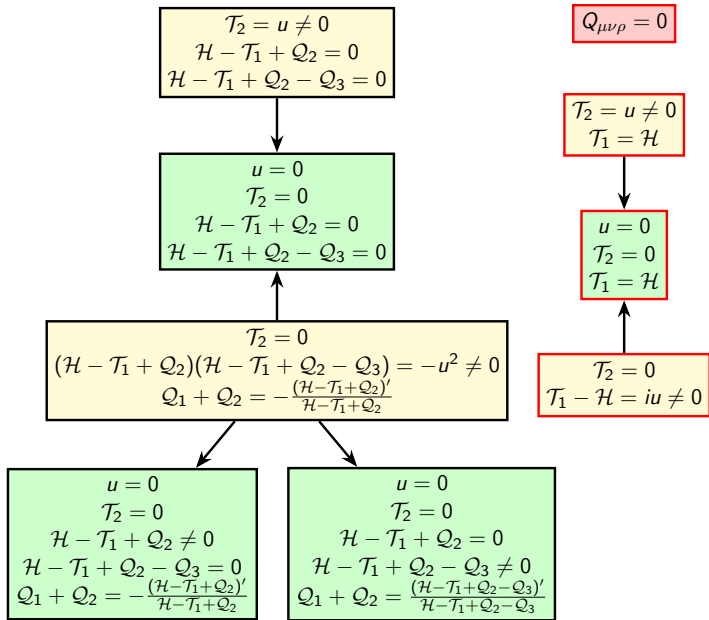 𝒯₂ = u ≠ 0
ℋ − 𝒯₁ + 𝒬₂ = 0
ℋ − 𝒯₁ + 𝒬₂ − 𝒬₃ = 0
u = 0
𝒯₂ = 0
ℋ − 𝒯₁ + 𝒬₂ = 0
ℋ − 𝒯₁ + 𝒬₂ − 𝒬₃ = 0
𝒯₂ = 0
(ℋ − 𝒯₁ + 𝒬₂)(ℋ − 𝒯₁ + 𝒬₂ − 𝒬₃) = −u² ≠ 0
𝒬₁ + 𝒬₂ = −(ℋ−𝒯₁+𝒬₂)′/(ℋ−𝒯₁+𝒬₂)
u = 0
𝒯₂ = 0
ℋ − 𝒯₁ + 𝒬₂ ≠ 0
ℋ − 𝒯₁ + 𝒬₂ − 𝒬₃ = 0
𝒬₁ + 𝒬₂ = −(ℋ−𝒯₁+𝒬₂)′/(ℋ−𝒯₁+𝒬₂)
u = 0
𝒯₂ = 0
ℋ − 𝒯₁ + 𝒬₂ = 0
ℋ − 𝒯₁ + 𝒬₂ − 𝒬₃ ≠ 0
𝒬₁ + 𝒬₂ = (ℋ−𝒯₁+𝒬₂−𝒬₃)′/(ℋ−𝒯₁+𝒬₂−𝒬₃)
Q_{μνρ} = 0
𝒯₂ = u ≠ 0
𝒯₁ = ℋ
u = 0
𝒯₂ = 0
𝒯₁ = ℋ
𝒯₂ = 0
𝒯₁ − ℋ = iu ≠ 0